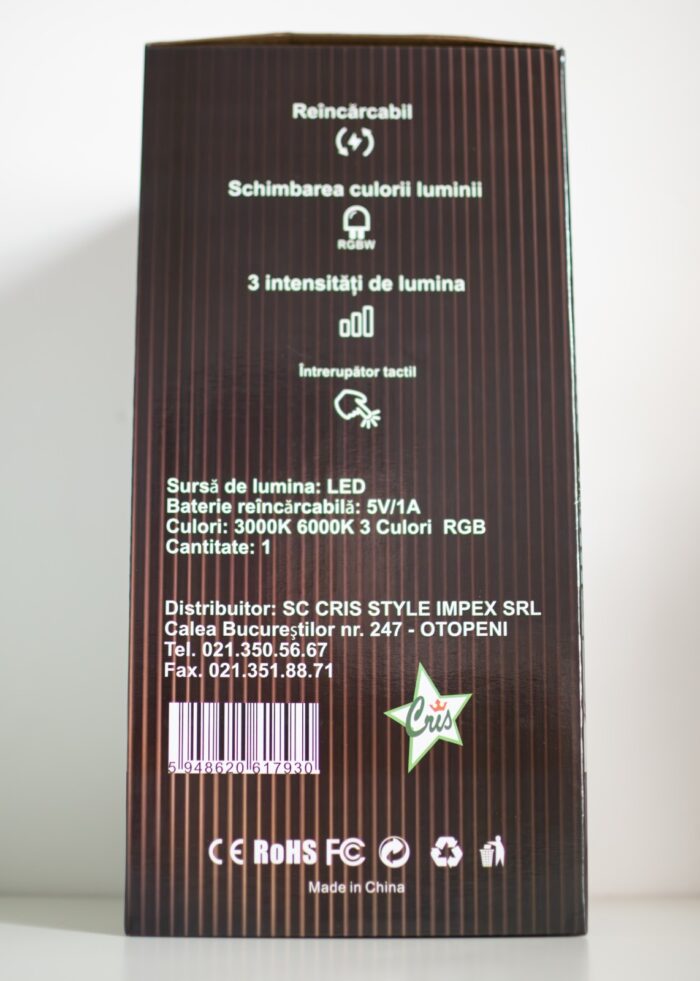 Reîncărcabil
Schimbarea culorii luminii
RGBW
3 intensități de lumina
Întrerupător tactil
Sursă de lumina: LED
Baterie reîncărcabilă: 5V/1A
Culori: 3000K 6000K 3 Culori RGB
Cantitate: 1
Distribuitor: SC CRIS STYLE IMPEX SRL
Calea Bucureștilor nr. 247 - OTOPENI
Tel. 021.350.56.67
Fax. 021.351.88.71
Cris
5 948620 617930
CE RoHS FC
Made in China